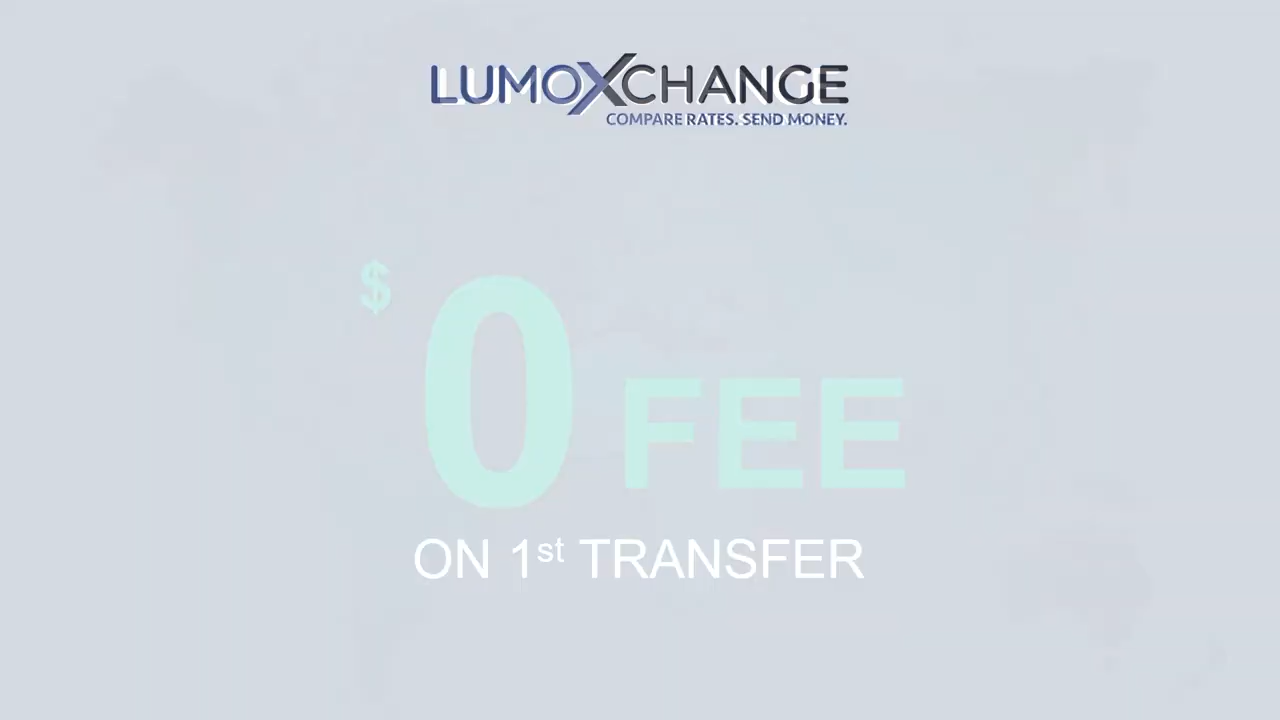 LUMOXCHANGE
COMPARE RATES. SEND MONEY.
$0 FEE
ON 1st TRANSFER